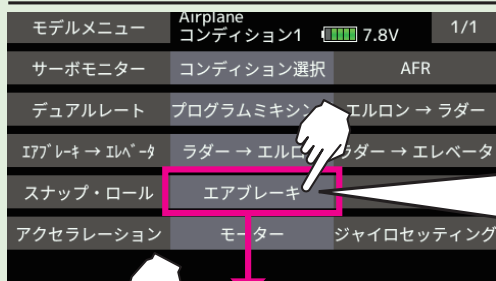 モデルメニュー
Airplane
コンディション1 7.8V
1/1
サーボモニター コンディション選択 AFR
デュアルレート プログラムミキシン エルロン → ラダー
ｴｱﾌﾞﾚｰｷ → ｴﾚﾍﾞｰﾀ ラダー → エルロ ラダー → エレベータ
スナップ・ロール エアブレーキ
アクセラレーション モーター ジャイロセッティング